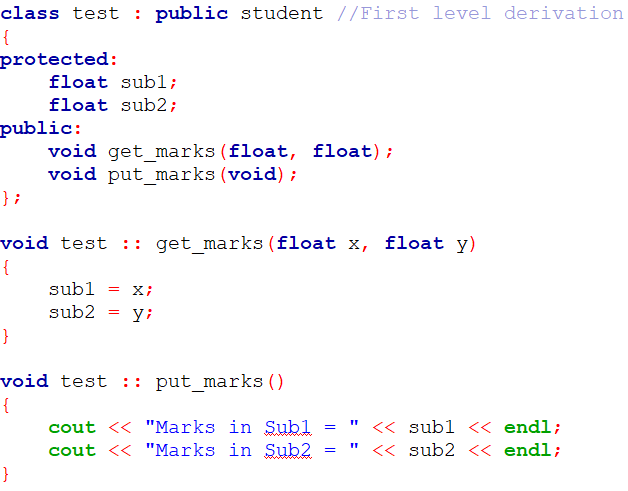 class test : public student //First level derivation
{
protected:
    float sub1;
    float sub2;
public:
    void get_marks(float, float);
    void put_marks(void);
};

void test :: get_marks(float x, float y)
{
    sub1 = x;
    sub2 = y;
}

void test :: put_marks()
{
    cout << "Marks in Sub1 = " << sub1 << endl;
    cout << "Marks in Sub2 = " << sub2 << endl;
}